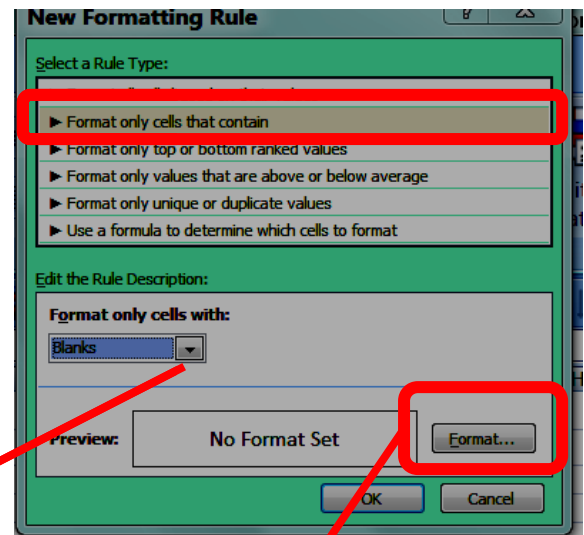 New Formatting Rule
Select a Rule Type:
► Format only cells that contain
► Format only top or bottom ranked values
► Format only values that are above or below average
► Format only unique or duplicate values
► Use a formula to determine which cells to format
Edit the Rule Description:
Format only cells with:
Blanks
Preview:
No Format Set
Format...
OK
Cancel